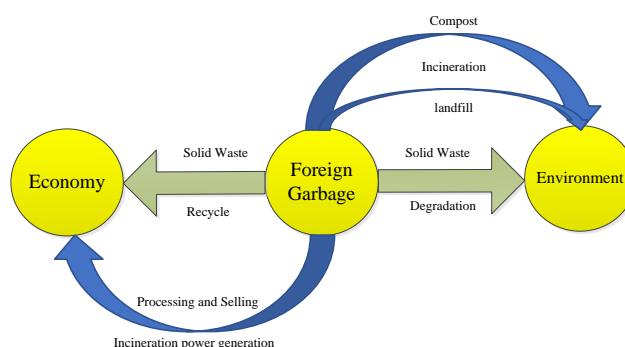 Compost
Incineration
landfill
Solid Waste
Solid Waste
Economy
Foreign
Garbage
Environment
Recycle
Degradation
Processing and Selling
Incineration power generation